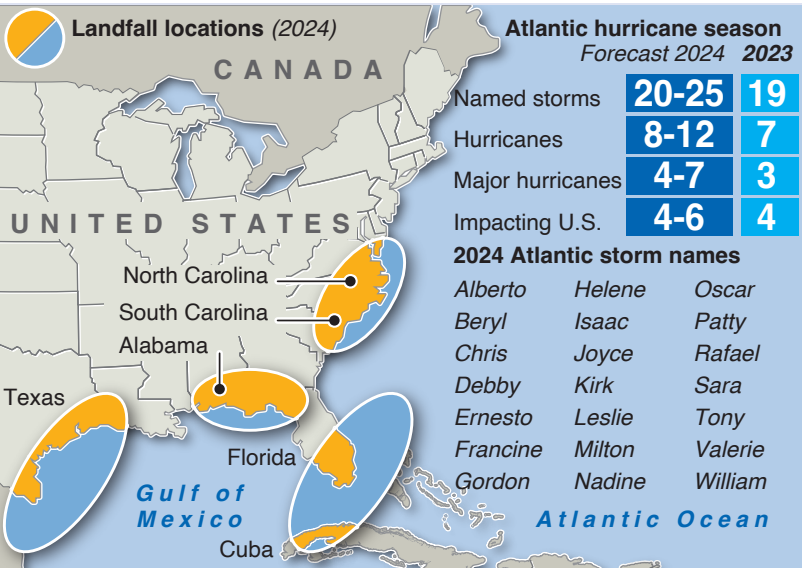 Landfall locations (2024)
CANADA
UNITED STATES
North Carolina
South Carolina
Alabama
Texas
Florida
Gulf of
Mexico
Cuba
Atlantic hurricane season
Forecast 2024 2023
Named storms 20-25 19
Hurricanes 8-12 7
Major hurricanes 4-7 3
Impacting U.S. 4-6 4
2024 Atlantic storm names
Alberto Helene Oscar
Beryl Isaac Patty
Chris Joyce Rafael
Debby Kirk Sara
Ernesto Leslie Tony
Francine Milton Valerie
Gordon Nadine William
Atlantic Ocean